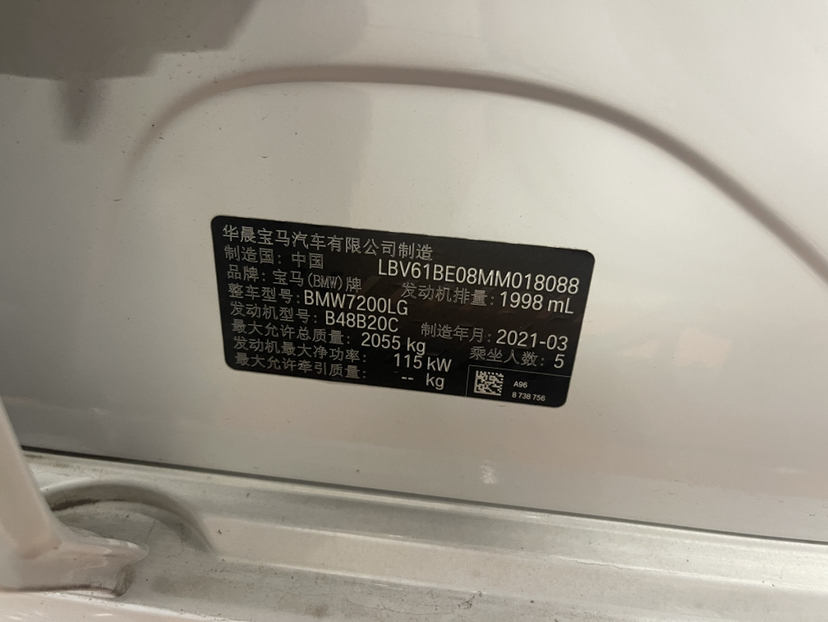 华晨宝马汽车有限公司制造
制造国: 中国 LBV61BE08MM018088
品牌: 宝马(BMW)牌 发动机排量: 1998 mL
整车型号: BMW7200LG
发动机型号: B48B20C 制造年月: 2021-03
最大允许总质量: 2055 kg 乘坐人数: 5
发动机最大净功率: 115 kW
最大允许牵引质量: -- kg
A96
8 738 756